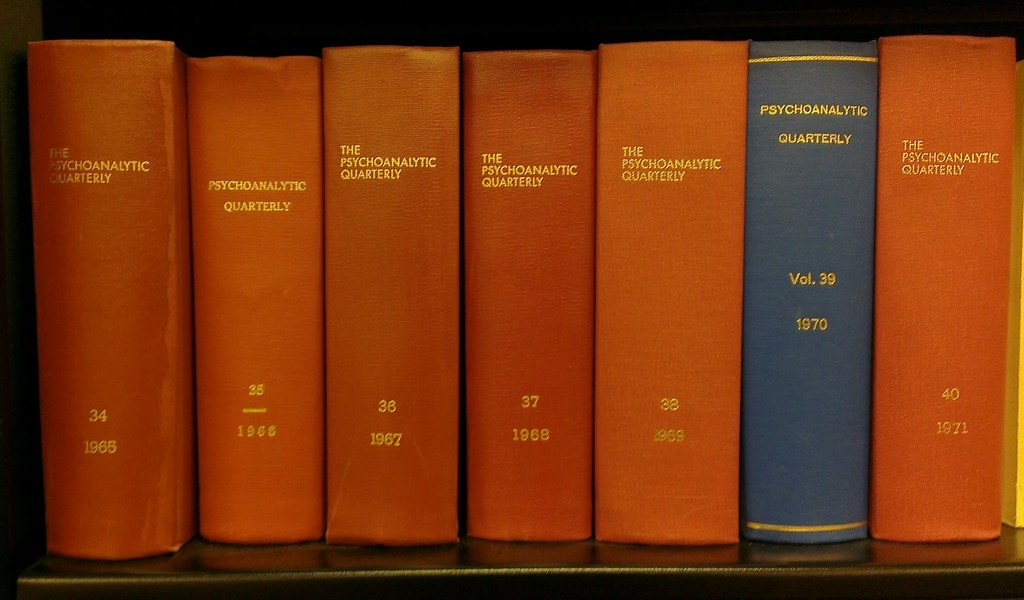 THE
PSYCHOANALYTIC
QUARTERLY
34
1965
PSYCHOANALYTIC
QUARTERLY
35
1966
THE
PSYCHOANALYTIC
QUARTERLY
36
1967
THE
PSYCHOANALYTIC
QUARTERLY
37
1968
THE
PSYCHOANALYTIC
QUARTERLY
38
1969
PSYCHOANALYTIC
QUARTERLY
Vol. 39
1970
THE
PSYCHOANALYTIC
QUARTERLY
40
1971